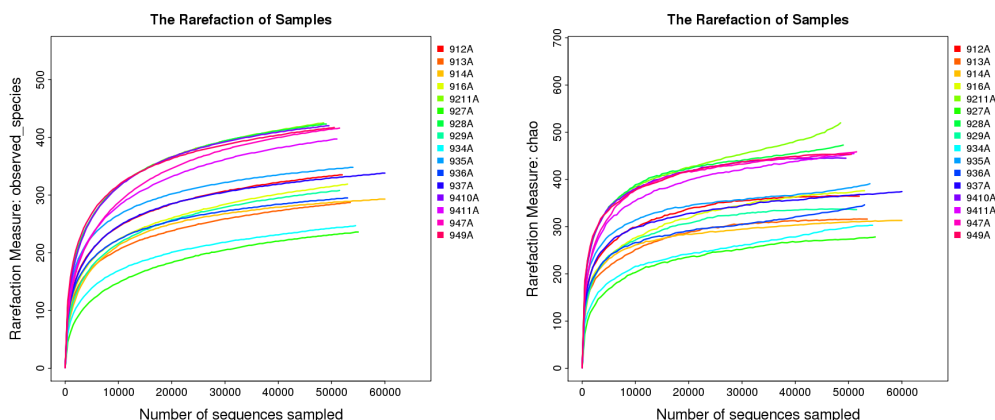 The Rarefaction of Samples
Rarefaction Measure: observed_species
0
100
200
300
400
500
0
10000
20000
30000
40000
50000
60000
Number of sequences sampled
912A
913A
914A
916A
9211A
927A
928A
929A
934A
935A
936A
937A
9410A
9411A
947A
949A
The Rarefaction of Samples
Rarefaction Measure: chao
0
100
200
300
400
500
600
700
0
10000
20000
30000
40000
50000
60000
Number of sequences sampled
912A
913A
914A
916A
9211A
927A
928A
929A
934A
935A
936A
937A
9410A
9411A
947A
949A